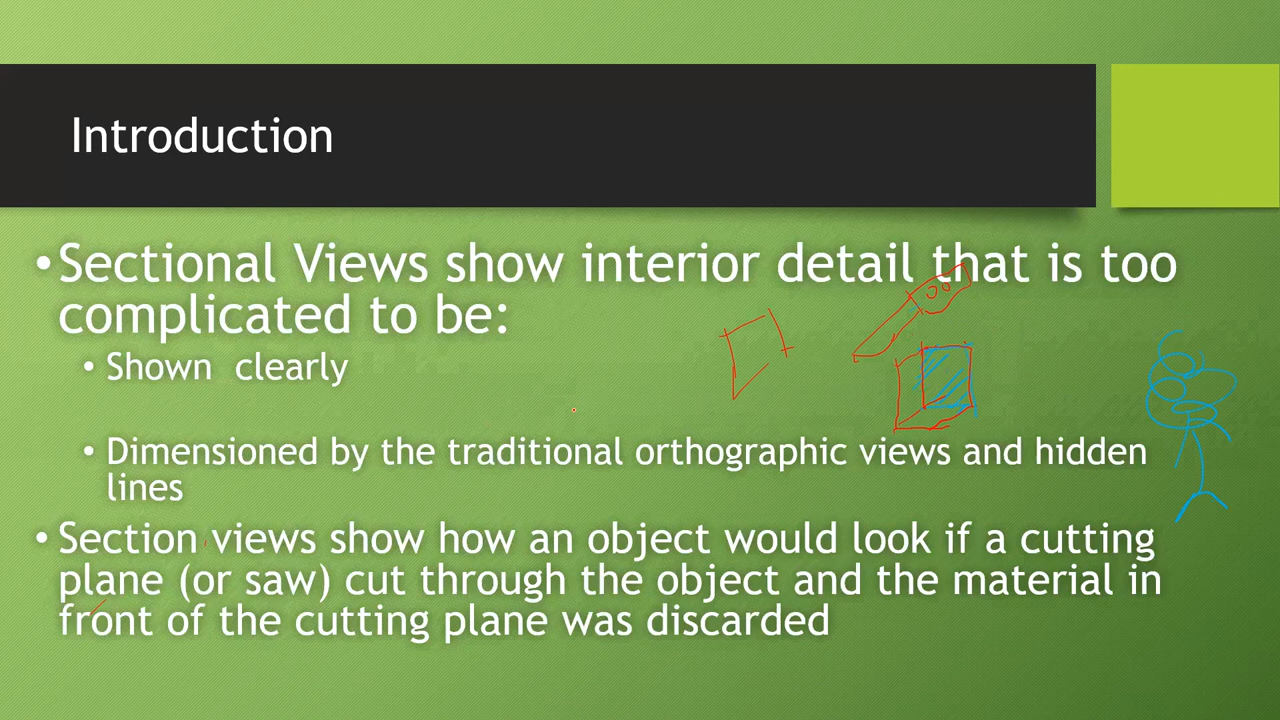 Introduction
•Sectional Views show interior detail that is too
complicated to be:
• Shown clearly
• Dimensioned by the traditional orthographic views and hidden
lines
• Section views show how an object would look if a cutting
plane (or saw) cut through the object and the material in
front of the cutting plane was discarded